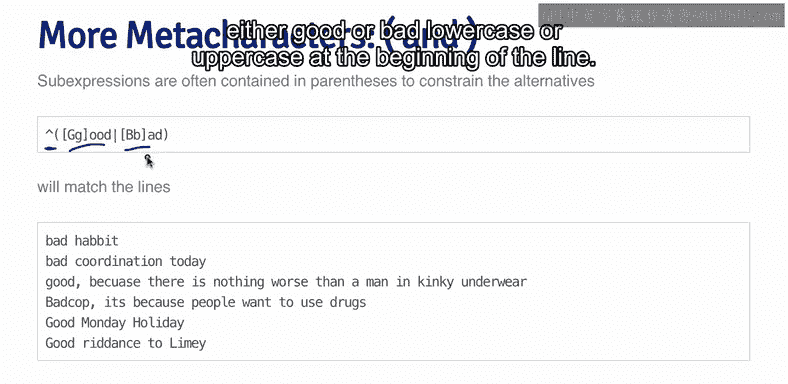 More Metacharacters: ( and )
either good or bad lowercase or
uppercase at the beginning of the line.
Subexpressions are often contained in parentheses to constrain the alternatives
^([Gg]ood|[Bb]ad)
will match the lines
bad habbit
bad coordination today
good, becuase there is nothing worse than a man in kinky underwear
Badcop, its because people want to use drugs
Good Monday Holiday
Good riddance to Limey